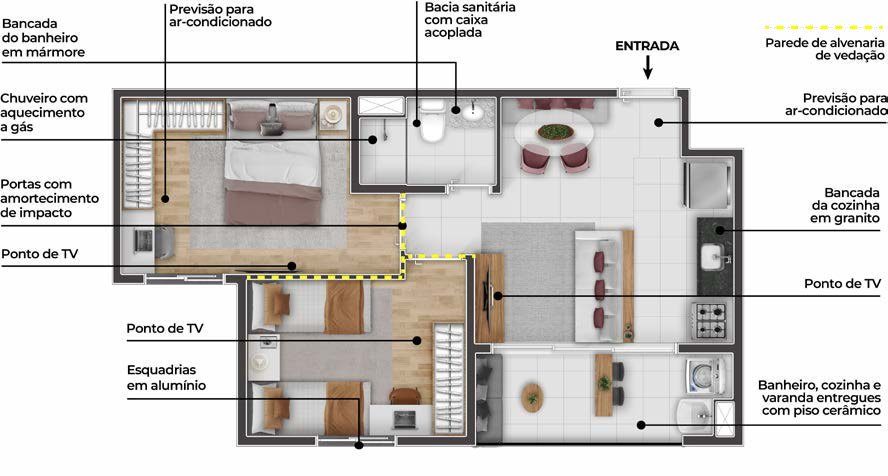 Previsão para
ar-condicionado
Bacia sanitária
com caixa
acoplada
Bancada
do banheiro
em mármore
ENTRADA
Parede de alvenaria
de vedação
Chuveiro com
aquecimento
a gás
Previsão para
ar-condicionado
Portas com
amortecimento
de impacto
Bancada
da cozinha
em granito
Ponto de TV
Ponto de TV
Ponto de TV
Esquadrias
em alumínio
Banheiro, cozinha e
varanda entregues
com piso cerâmico